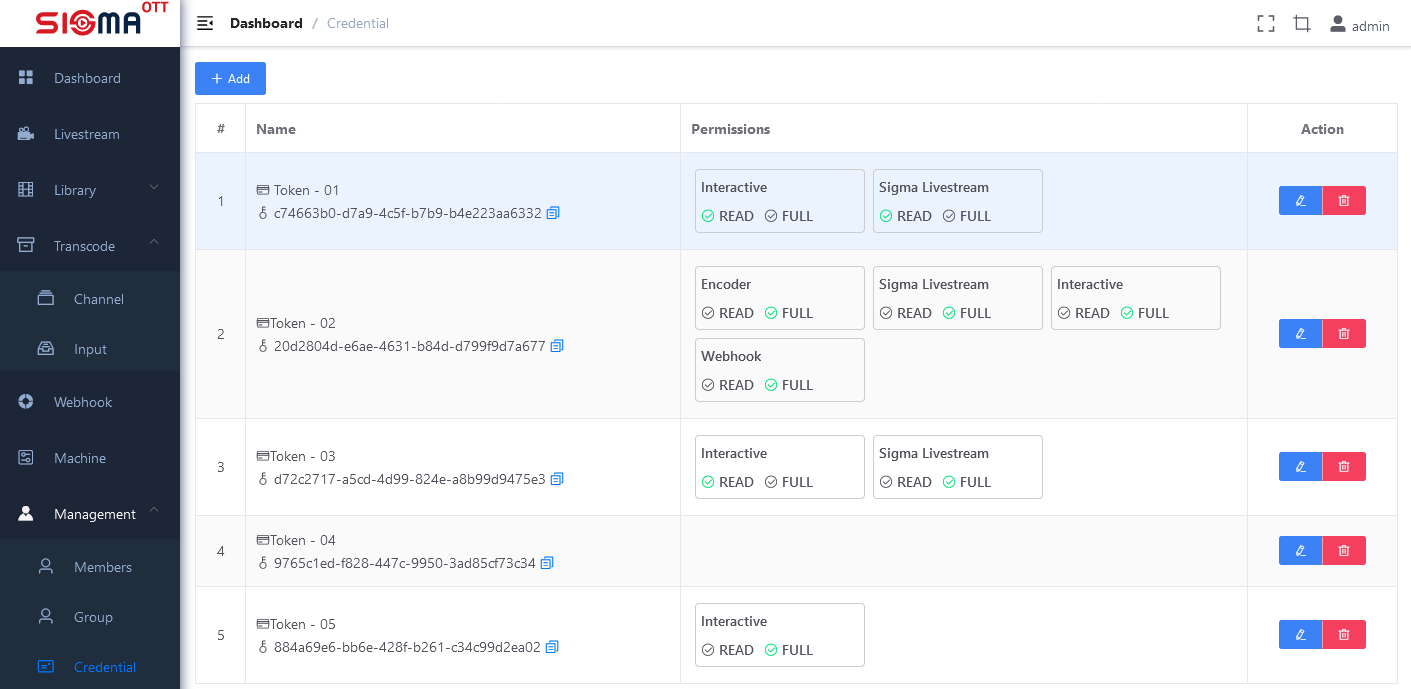 SIGMA OTT
Dashboard / Credential
admin
Dashboard
Livestream
Library
Transcode
Channel
Input
Webhook
Machine
Management
Members
Group
Credential
+ Add
# Name Permissions Action
1
Token - 01
c74663b0-d7a9-4c5f-b7b9-b4e223aa6332
Interactive
READ FULL
Sigma Livestream
READ FULL
2
Token - 02
20d2804d-e6ae-4631-b84d-d799f9d7a677
Encoder
READ FULL
Sigma Livestream
READ FULL
Interactive
READ FULL
Webhook
READ FULL
3
Token - 03
d72c2717-a5cd-4d99-824e-a8b99d9475e3
Interactive
READ FULL
Sigma Livestream
READ FULL
4
Token - 04
9765c1ed-f828-447c-9950-3ad85cf73c34
5
Token - 05
884a69e6-bb6e-428f-b261-c34c99d2ea02
Interactive
READ FULL